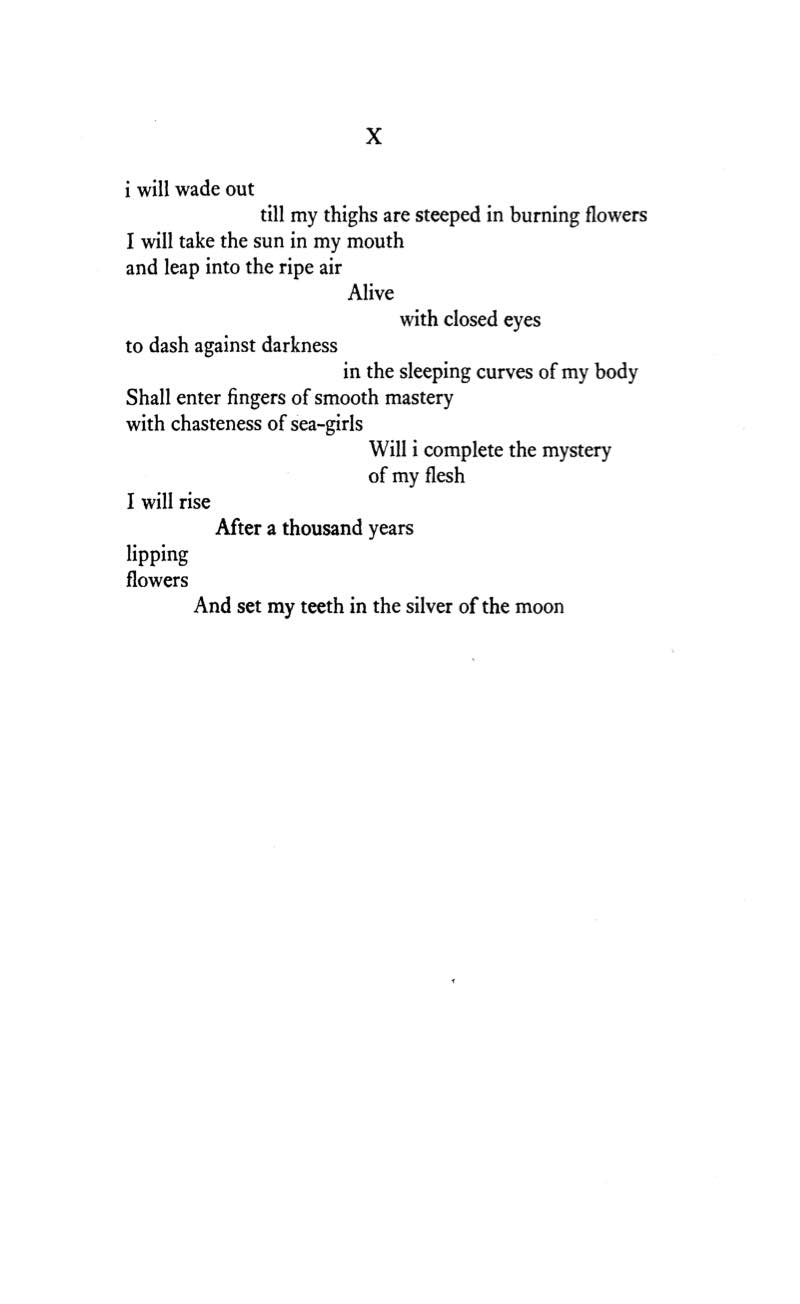 X
i will wade out
till my thighs are steeped in burning flowers
I will take the sun in my mouth
and leap into the ripe air
Alive
with closed eyes
to dash against darkness
in the sleeping curves of my body
Shall enter fingers of smooth mastery
with chasteness of sea-girls
Will i complete the mystery
of my flesh
I will rise
After a thousand years
lipping
flowers
And set my teeth in the silver of the moon